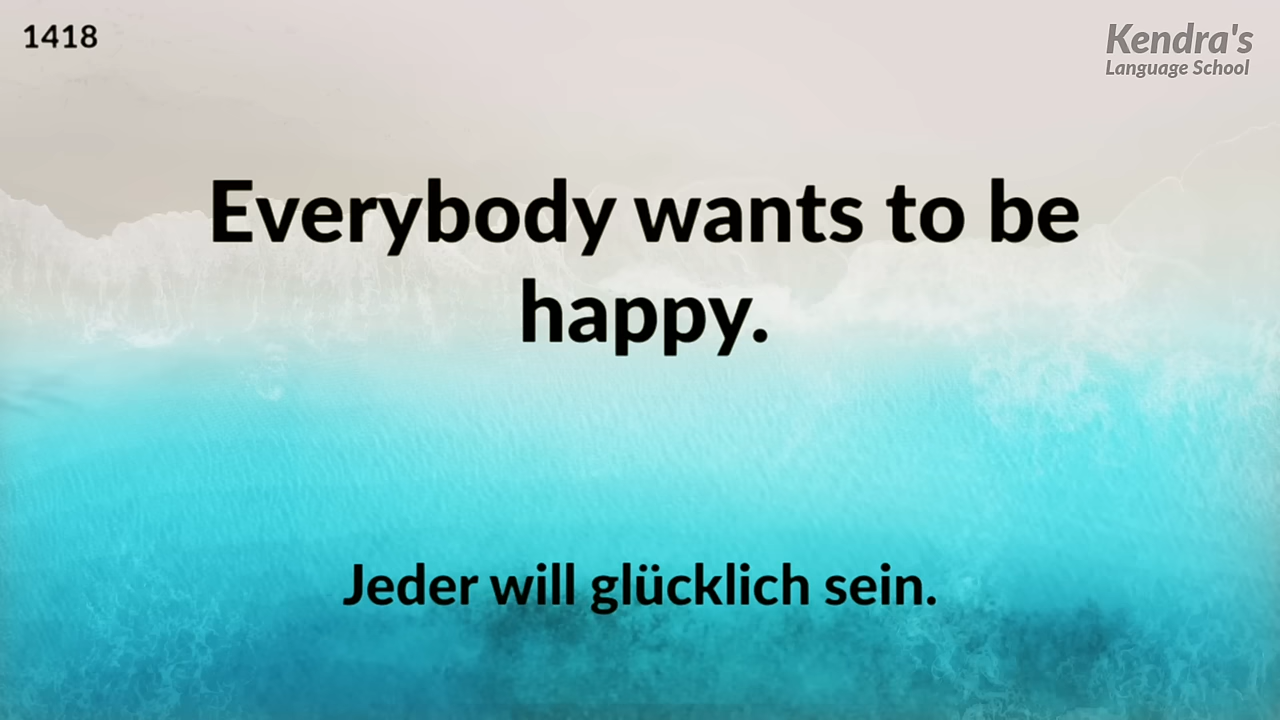 1418
Kendra's
Language School
Everybody wants to be
happy.
Jeder will glücklich sein.